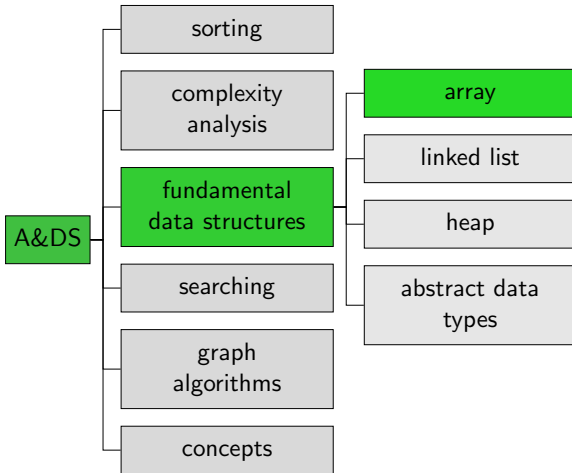 A&DS
sorting
complexity
analysis
fundamental
data structures
searching
graph
algorithms
concepts
array
linked list
heap
abstract data
types